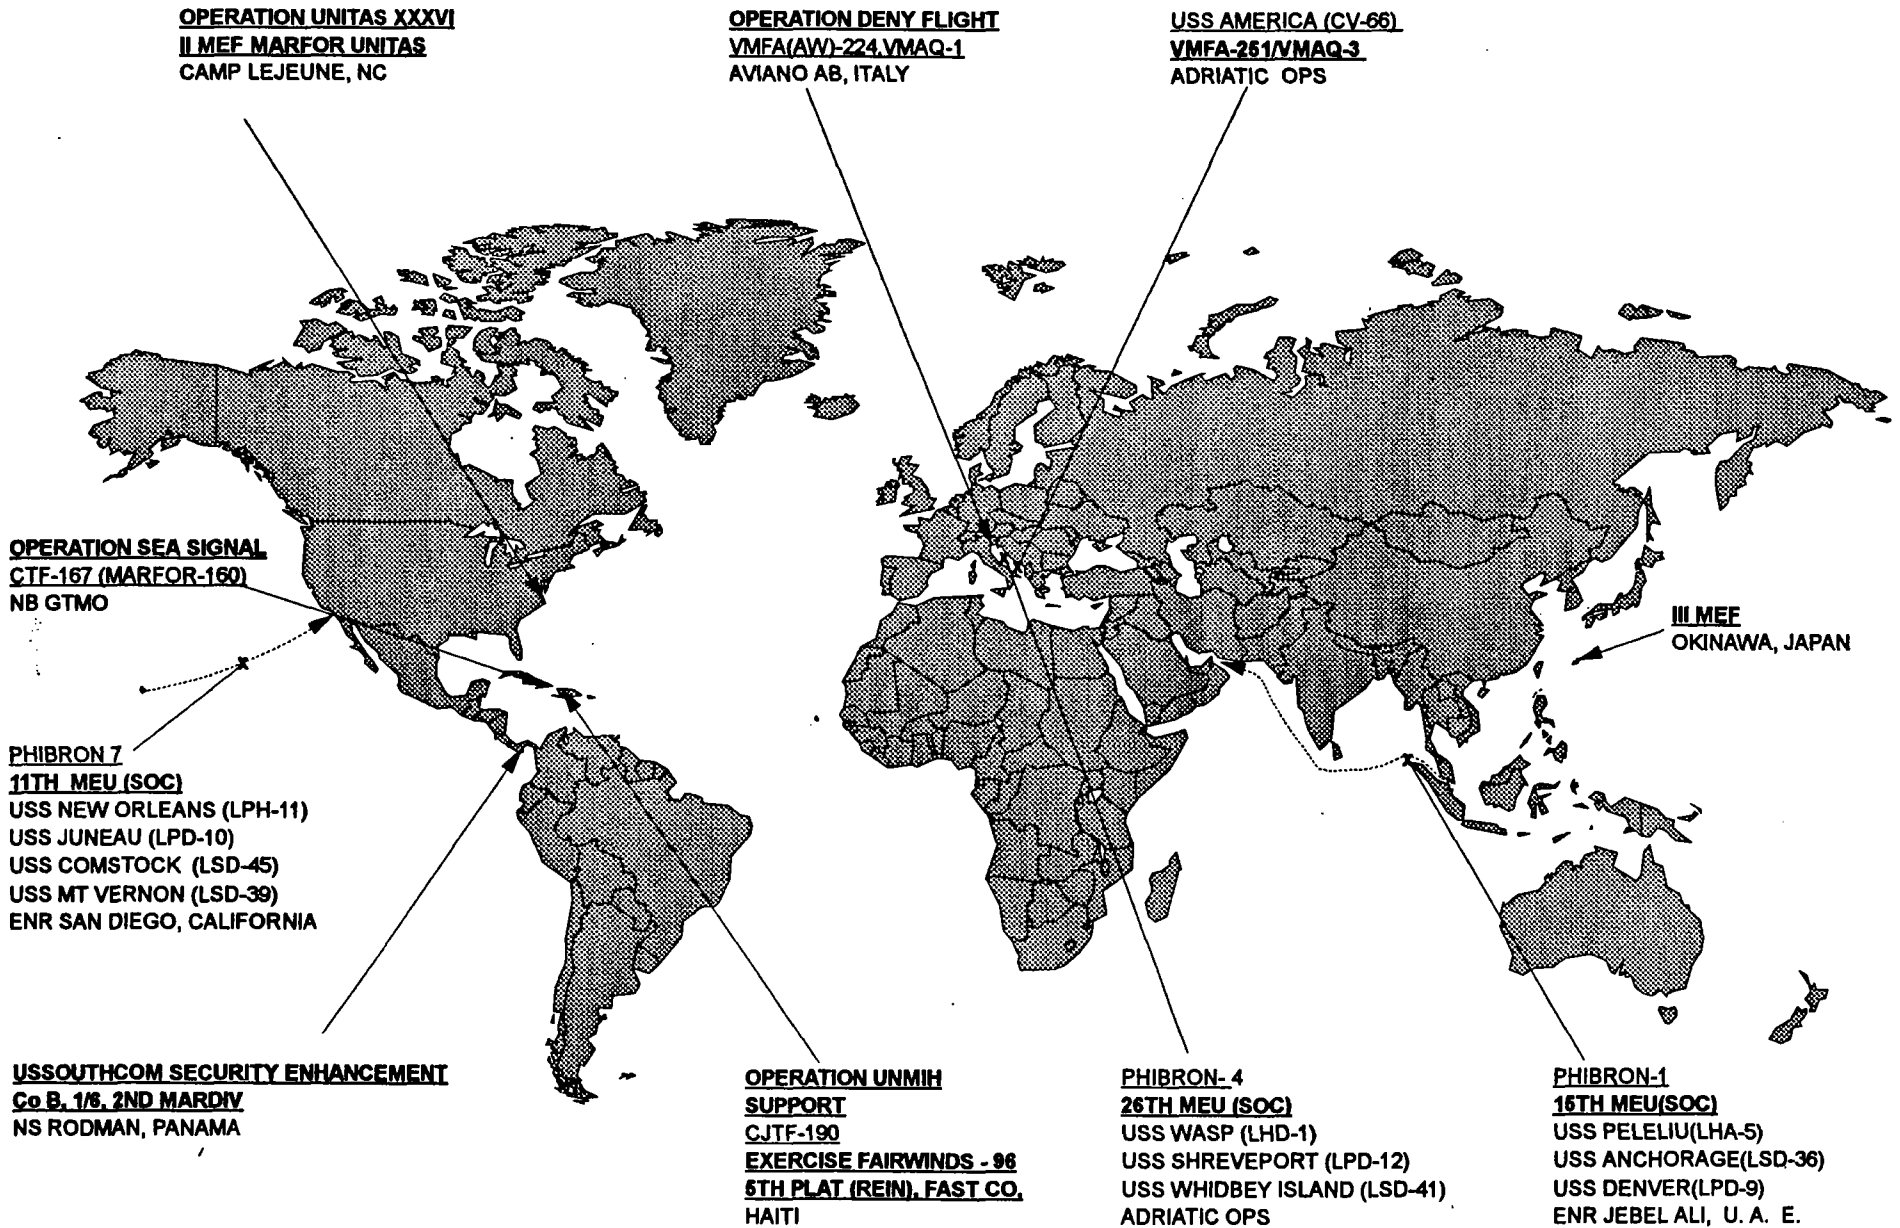 OPERATION UNITAS XXXVI
II MEF MARFOR UNITAS
CAMP LEJEUNE, NC
OPERATION DENY FLIGHT
VMFA(AW)-224,VMAQ-1
AVIANO AB, ITALY
USS AMERICA (CV-66)
VMFA-251/VMAQ-3
ADRIATIC OPS
OPERATION SEA SIGNAL
CTF-167 (MARFOR-160)
NB GTMO
III MEF
OKINAWA, JAPAN
PHIBRON 7
11TH MEU (SOC)
USS NEW ORLEANS (LPH-11)
USS JUNEAU (LPD-10)
USS COMSTOCK (LSD-45)
USS MT VERNON (LSD-39)
ENR SAN DIEGO, CALIFORNIA
USSOUTHCOM SECURITY ENHANCEMENT
Co B, 1/6, 2ND MARDIV
NS RODMAN, PANAMA
OPERATION UNMIH
SUPPORT
CJTF-190
EXERCISE FAIRWINDS - 96
5TH PLAT (REIN), FAST CO,
HAITI
PHIBRON- 4
26TH MEU (SOC)
USS WASP (LHD-1)
USS SHREVEPORT (LPD-12)
USS WHIDBEY ISLAND (LSD-41)
ADRIATIC OPS
PHIBRON-1
15TH MEU(SOC)
USS PELELIU(LHA-5)
USS ANCHORAGE(LSD-36)
USS DENVER(LPD-9)
ENR JEBEL ALI, U. A. E.